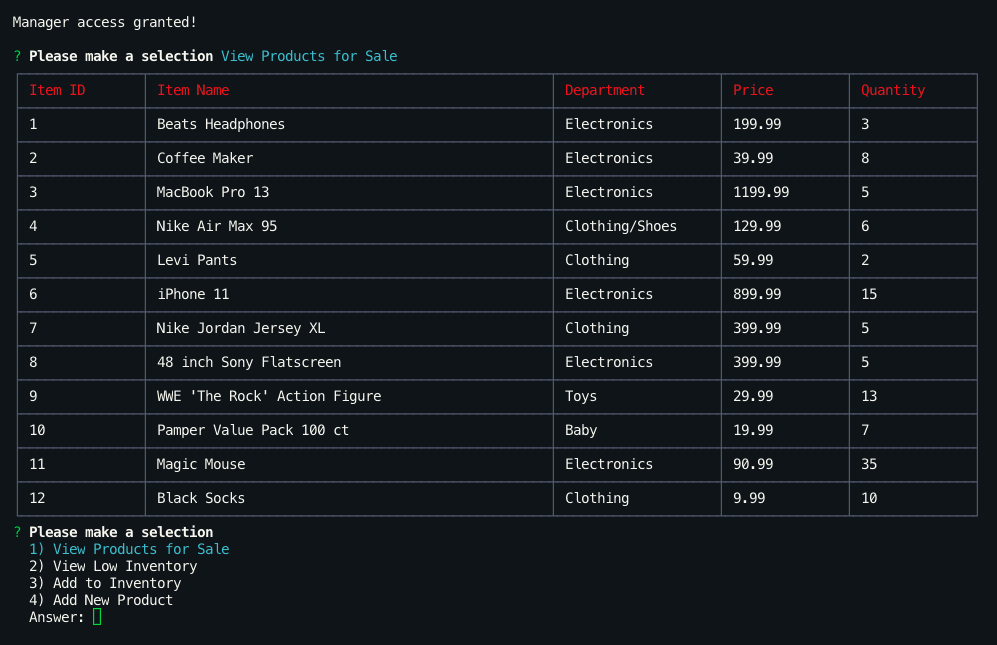 Manager access granted!
? Please make a selection View Products for Sale
Item ID Item Name Department Price Quantity
1 Beats Headphones Electronics 199.99 3
2 Coffee Maker Electronics 39.99 8
3 MacBook Pro 13 Electronics 1199.99 5
4 Nike Air Max 95 Clothing/Shoes 129.99 6
5 Levi Pants Clothing 59.99 2
6 iPhone 11 Electronics 899.99 15
7 Nike Jordan Jersey XL Clothing 399.99 5
8 48 inch Sony Flatscreen Electronics 399.99 5
9 WWE 'The Rock' Action Figure Toys 29.99 13
10 Pamper Value Pack 100 ct Baby 19.99 7
11 Magic Mouse Electronics 90.99 35
12 Black Socks Clothing 9.99 10
? Please make a selection
1) View Products for Sale
2) View Low Inventory
3) Add to Inventory
4) Add New Product
Answer: